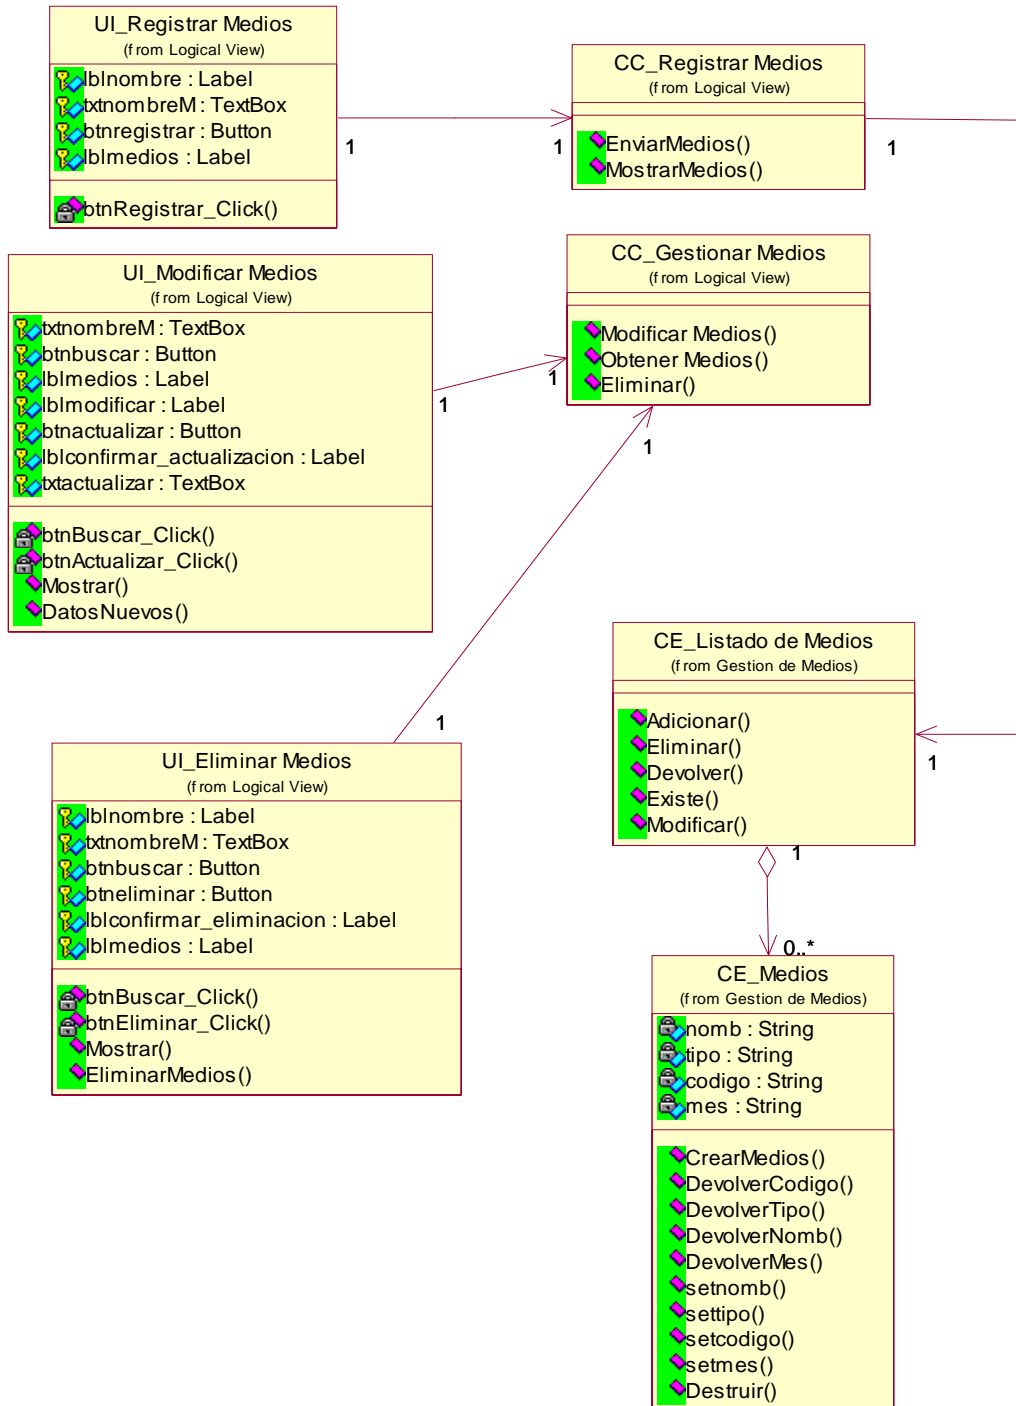 UI_Registrar Medios
(from Logical View)
lblnombre : Label
txtnombreM : TextBox
btnregistrar : Button
lblmedios : Label
btnRegistrar_Click()
1
1
CC_Registrar Medios
(from Logical View)
EnviarMedios()
MostrarMedios()
1
UI_Modificar Medios
(from Logical View)
txtnombreM : TextBox
btnbuscar : Button
lblmedios : Label
lblmodificar : Label
btnactualizar : Button
lblconfirmar_actualizacion : Label
txtactualizar : TextBox
btnBuscar_Click()
btnActualizar_Click()
Mostrar()
DatosNuevos()
1
1
CC_Gestionar Medios
(from Logical View)
Modificar Medios()
Obtener Medios()
Eliminar()
1
1
UI_Eliminar Medios
(from Logical View)
lblnombre : Label
txtnombreM : TextBox
btnbuscar : Button
btneliminar : Button
lblconfirmar_eliminacion : Label
lblmedios : Label
btnBuscar_Click()
btnEliminar_Click()
Mostrar()
EliminarMedios()
CE_Listado de Medios
(from Gestion de Medios)
Adicionar()
Eliminar()
Devolver()
Existe()
Modificar()
1
1
0..*
CE_Medios
(from Gestion de Medios)
nomb : String
tipo : String
codigo : String
mes : String
CrearMedios()
DevolverCodigo()
DevolverTipo()
DevolverNomb()
DevolverMes()
setnomb()
settipo()
setcodigo()
setmes()
Destruir()